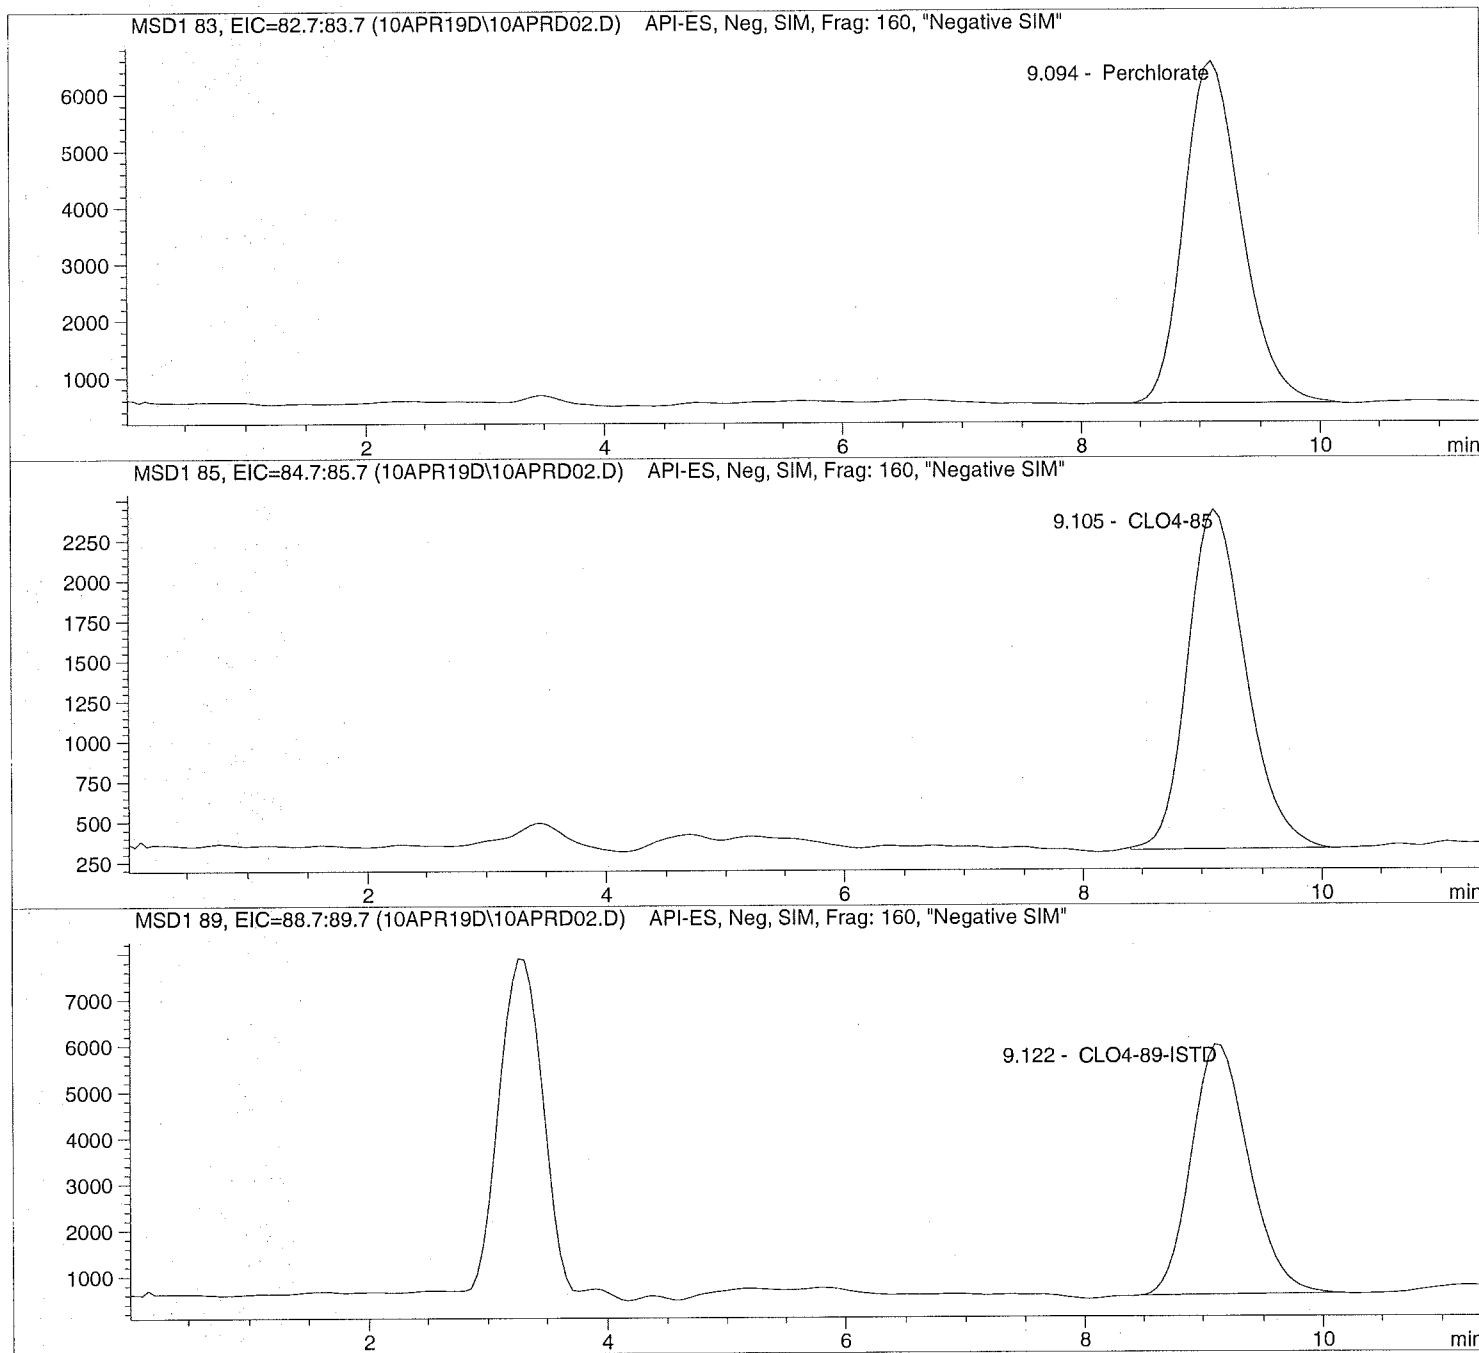 MSD1 83, EIC=82.7:83.7 (10APR19D\10APRD02.D) API-ES, Neg, SIM, Frag: 160, "Negative SIM"
9.094 - Perchlorate
6000
5000
4000
3000
2000
1000
2 4 6 8 10 min
MSD1 85, EIC=84.7:85.7 (10APR19D\10APRD02.D) API-ES, Neg, SIM, Frag: 160, "Negative SIM"
9.105 - CLO4-85
2250
2000
1750
1500
1250
1000
750
500
250
2 4 6 8 10 min
MSD1 89, EIC=88.7:89.7 (10APR19D\10APRD02.D) API-ES, Neg, SIM, Frag: 160, "Negative SIM"
7000
9.122 - CLO4-89-ISTD
6000
5000
4000
3000
2000
1000
2 4 6 8 10 min